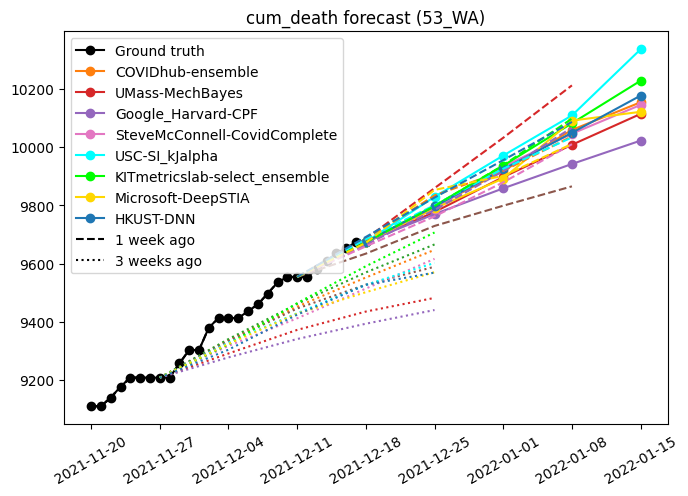 cum_death forecast (53_WA)
Ground truth
COVIDhub-ensemble
UMass-MechBayes
Google_Harvard-CPF
SteveMcConnell-CovidComplete
USC-SI_kJalpha
KITmetricslab-select_ensemble
Microsoft-DeepSTIA
HKUST-DNN
1 week ago
3 weeks ago
10200
10000
9800
9600
9400
9200
2021-11-20
2021-11-27
2021-12-04
2021-12-11
2021-12-18
2021-12-25
2022-01-01
2022-01-08
2022-01-15